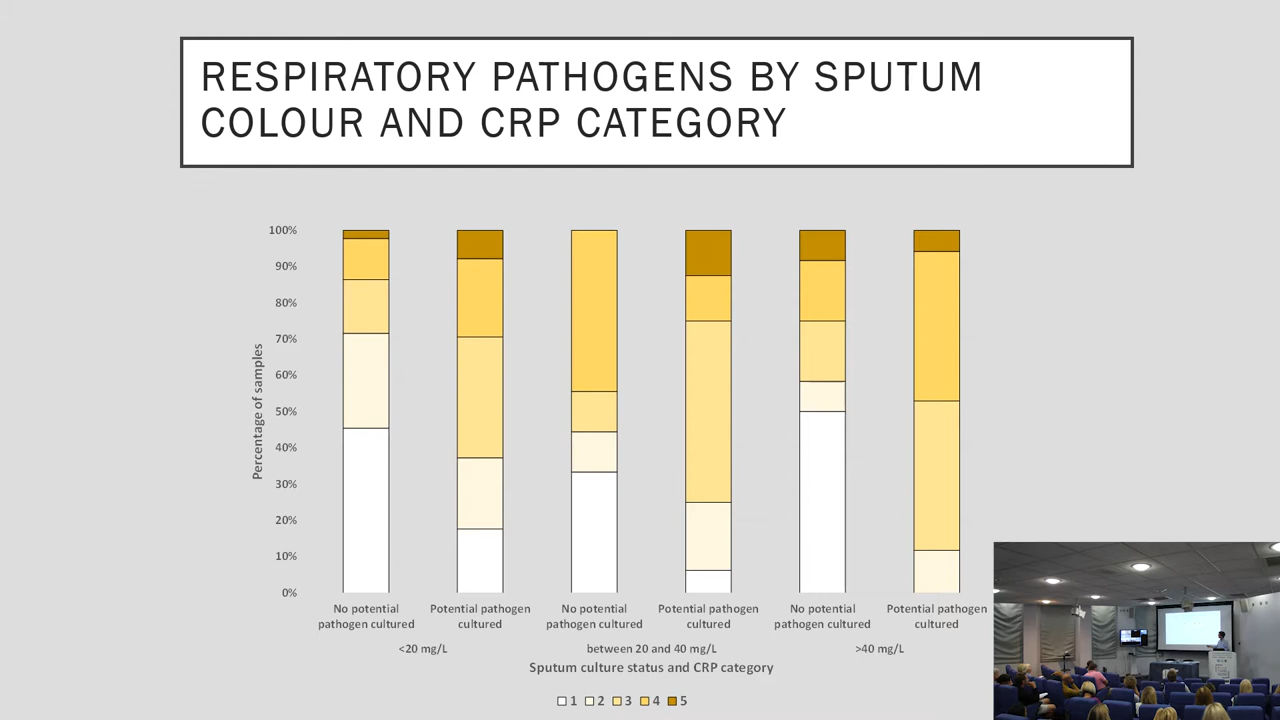 RESPIRATORY PATHOGENS BY SPUTUM
COLOUR AND CRP CATEGORY
Percentage of samples
100%
90%
80%
70%
60%
50%
40%
30%
20%
10%
0%
No potential
pathogen cultured
Potential pathogen
cultured
No potential
pathogen cultured
Potential pathogen
cultured
No potential
pathogen cultured
Potential pathogen
cultured
<20 mg/L
between 20 and 40 mg/L
>40 mg/L
Sputum culture status and CRP category
1 2 3 4 5